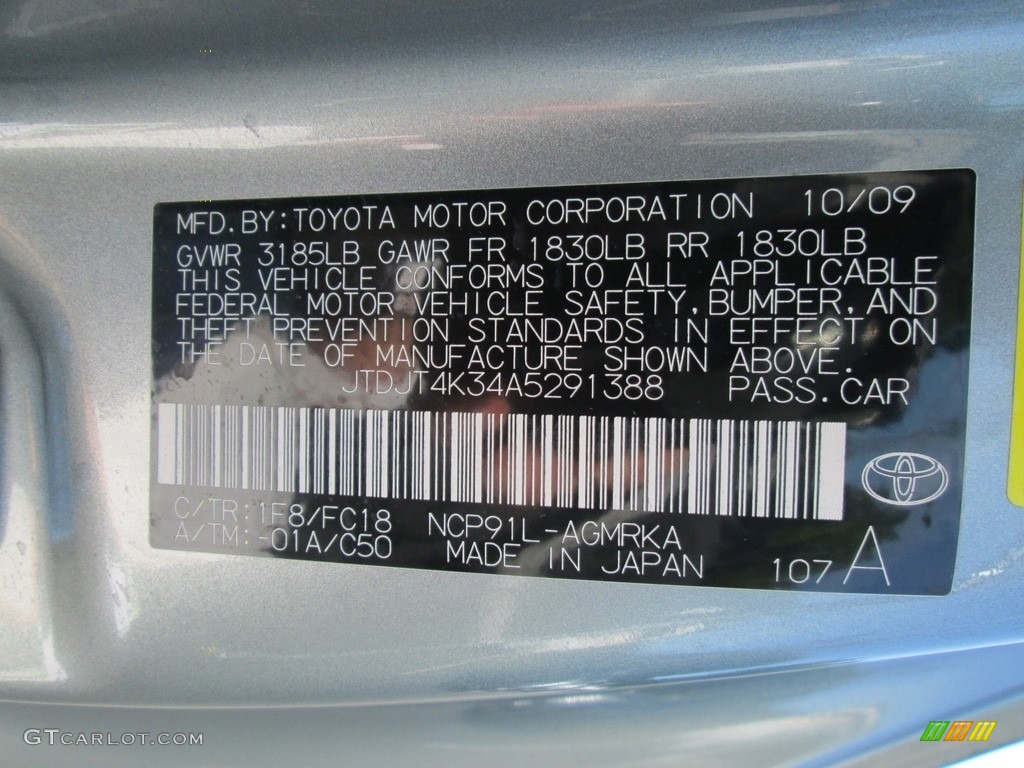 MFD.BY:TOYOTA MOTOR CORPORATION 10/09
GVWR 3185LB GAWR FR 1830LB RR 1830LB
THIS VEHICLE CONFORMS TO ALL APPLICABLE
FEDERAL MOTOR VEHICLE SAFETY,BUMPER,AND
THEFT PREVENTION STANDARDS IN EFFECT ON
THE DATE OF MANUFACTURE SHOWN ABOVE.
JTDJT4K34A5291388 PASS.CAR
C/TR:1F8/FC18 NCP91L-AGMRKA
A/TM:-01A/C50 MADE IN JAPAN 107 A
GTCARLOT.COM